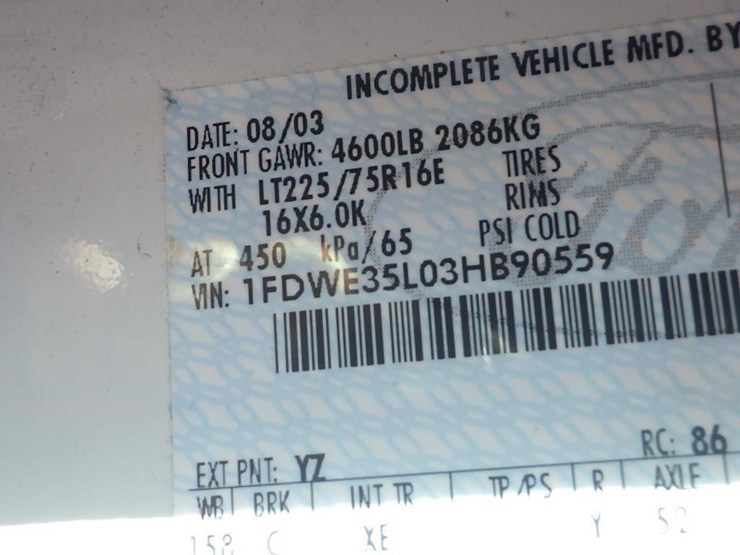 INCOMPLETE VEHICLE MFD. BY
DATE: 08/03
FRONT GAWR: 4600LB 2086KG
WITH LT225/75R16E TIRES
16X6.0K RIMS
AT 450 kPa/65 PSI COLD
VIN: 1FDWE35L03HB90559
EXT PNT: YZ RC: 86
WB BRK INT TR TP/PS R AXLE
158 C XE Y 52